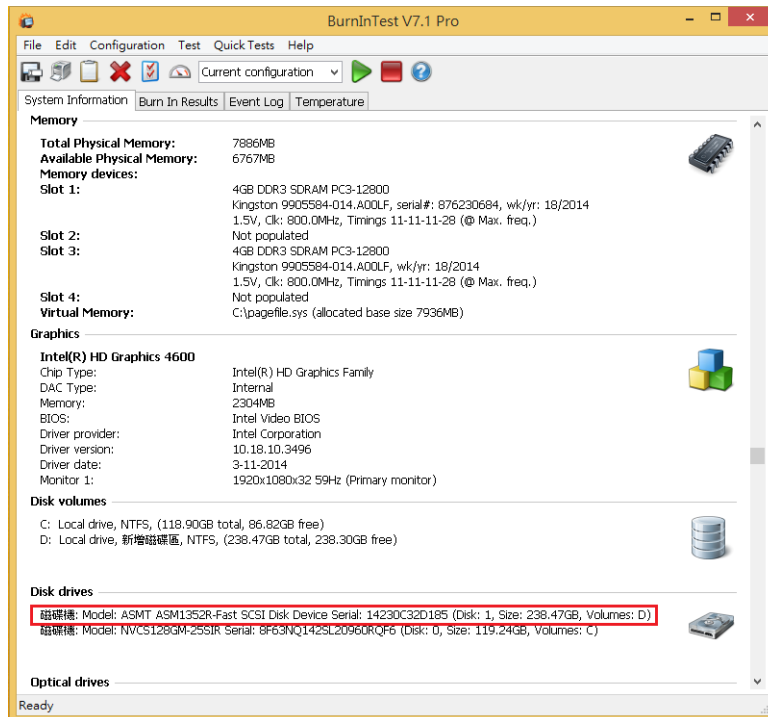 BurnInTest V7.1 Pro
File Edit Configuration Test Quick Tests Help
Current configuration
System Information Burn In Results Event Log Temperature
Memory
Total Physical Memory: 7886MB
Available Physical Memory: 6767MB
Memory devices:
Slot 1: 4GB DDR3 SDRAM PC3-12800
Kingston 9905584-014.A00LF, serial#: 876230684, wk/yr: 18/2014
1.5V, Clk: 800.0MHz, Timings 11-11-11-28 (@ Max. freq.)
Slot 2: Not populated
Slot 3: 4GB DDR3 SDRAM PC3-12800
Kingston 9905584-014.A00LF, wk/yr: 18/2014
1.5V, Clk: 800.0MHz, Timings 11-11-11-28 (@ Max. freq.)
Slot 4: Not populated
Virtual Memory: C:\pagefile.sys (allocated base size 7936MB)
Graphics
Intel(R) HD Graphics 4600
Chip Type: Intel(R) HD Graphics Family
DAC Type: Internal
Memory: 2304MB
BIOS: Intel Video BIOS
Driver provider: Intel Corporation
Driver version: 10.18.10.3496
Driver date: 3-11-2014
Monitor 1: 1920x1080x32 59Hz (Primary monitor)
Disk volumes
C: Local drive, NTFS, (118.90GB total, 86.82GB free)
D: Local drive, 新增磁碟區, NTFS, (238.47GB total, 238.30GB free)
Disk drives
磁碟機: Model: ASMT ASM1352R-Fast SCSI Disk Device Serial: 14230C32D185 (Disk: 1, Size: 238.47GB, Volumes: D)
磁碟機: Model: NVCS128GM-25SIR Serial: 8F63NQ142SL20960RQF6 (Disk: 0, Size: 119.24GB, Volumes: C)
Optical drives
Ready